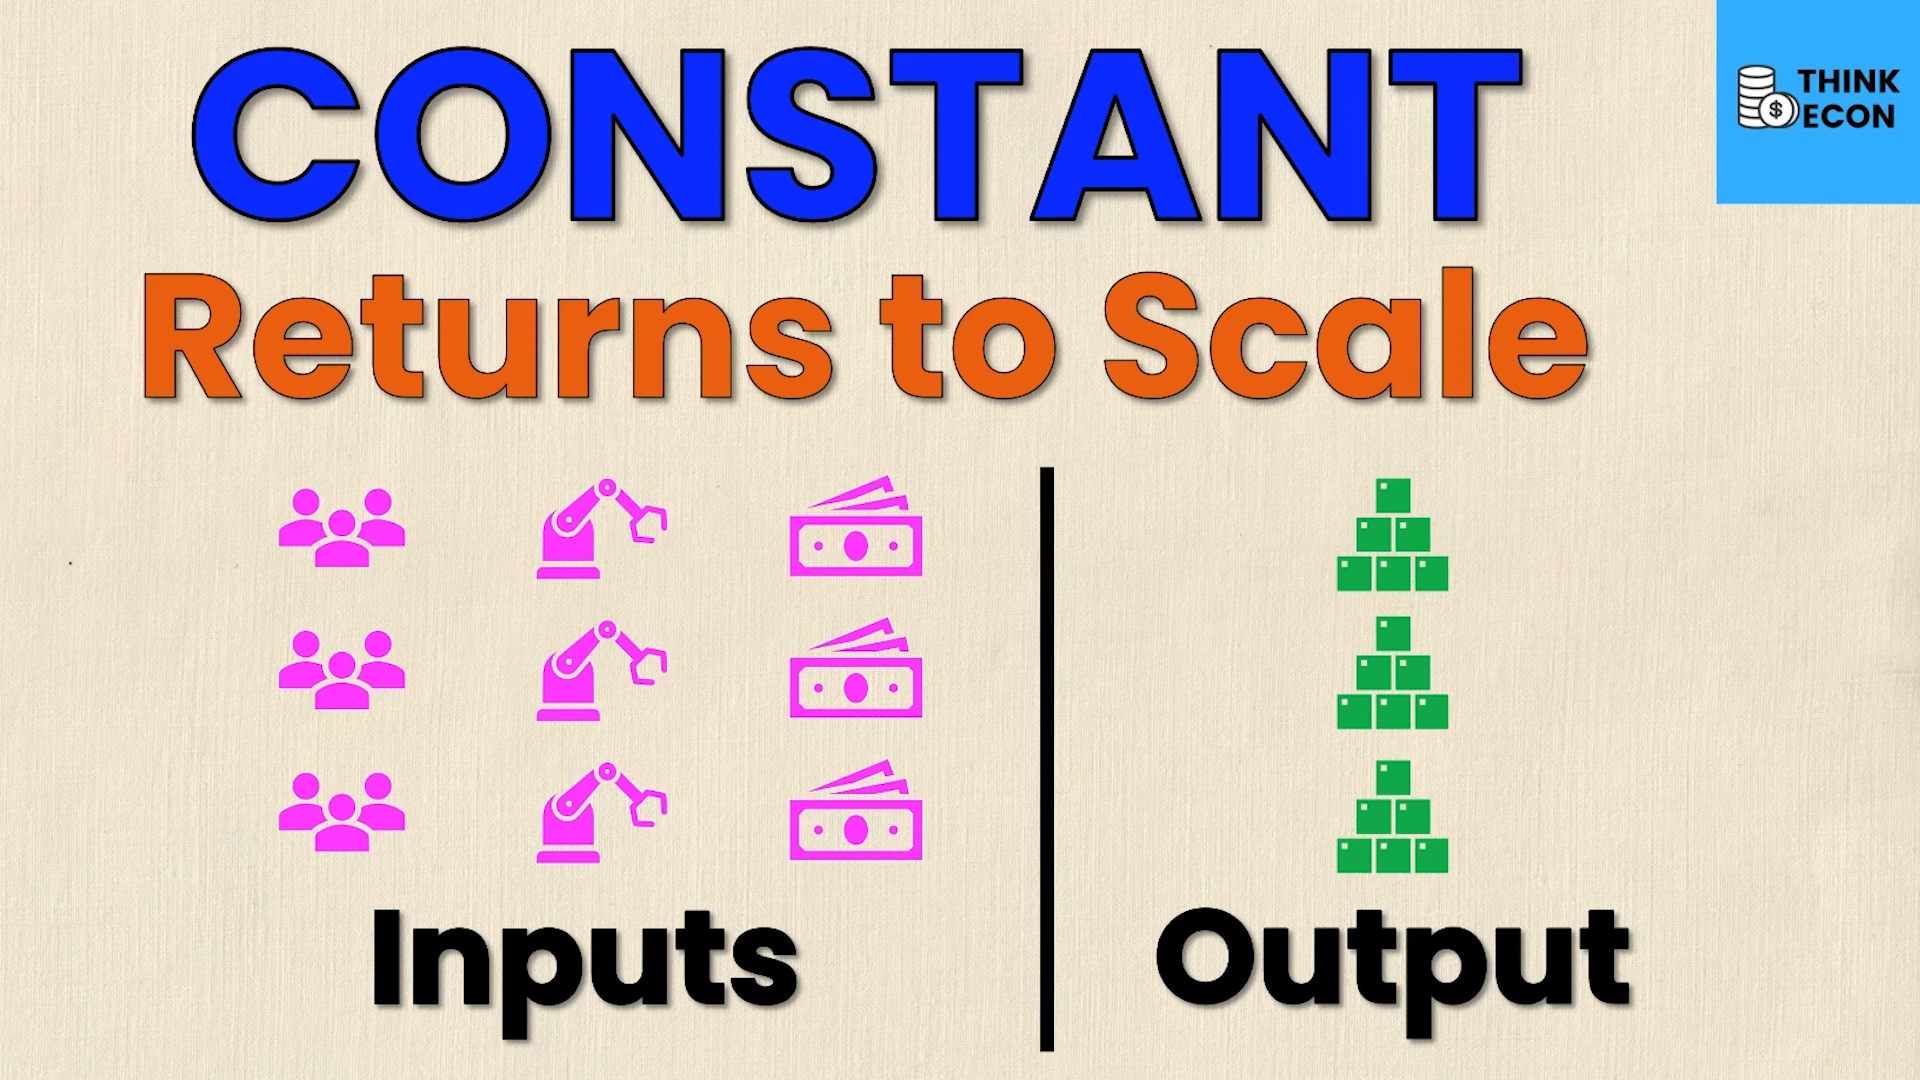 CONSTANT
THINK
ECON
$
Returns to Scale
Inputs
Output